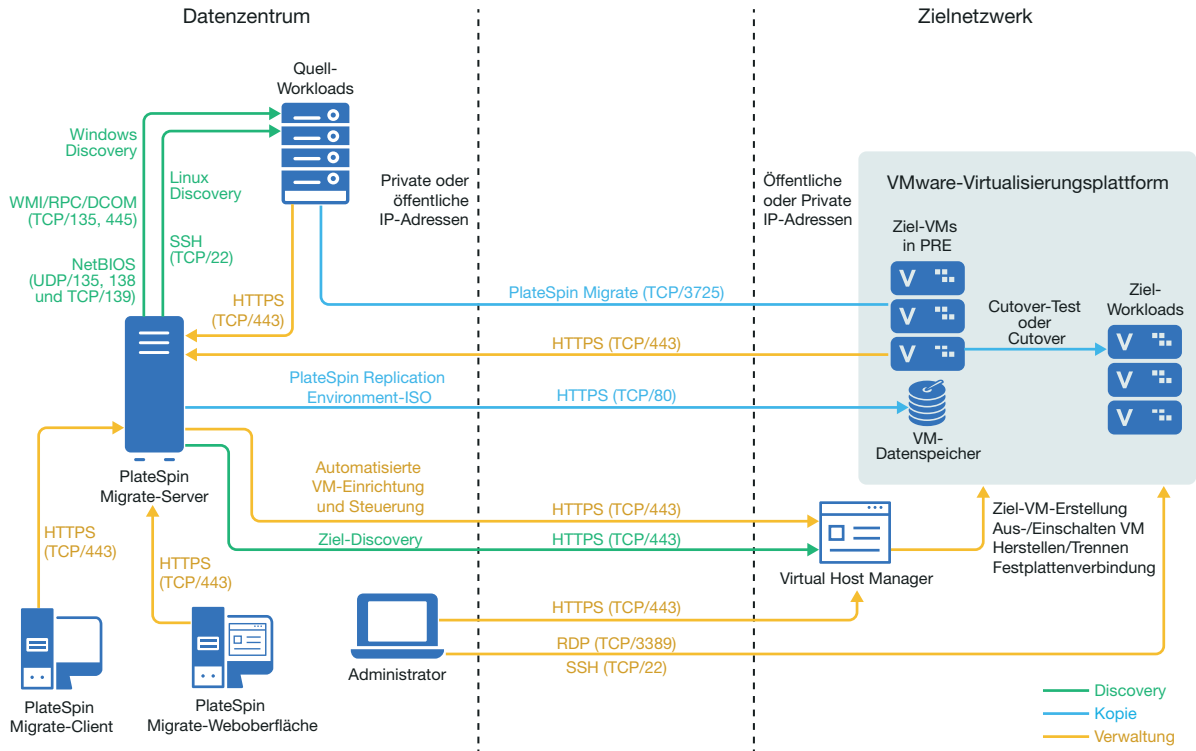 Datenzentrum
Zielnetzwerk
Quell-
Workloads
Windows
Discovery
Linux
Discovery
WMI/RPC/DCOM
(TCP/135, 445)
SSH
(TCP/22)
NetBIOS
(UDP/135, 138
und TCP/139)
HTTPS
(TCP/443)
Private oder
öffentliche
IP-Adressen
Öffentliche
oder Private
IP-Adressen
VMware-Virtualisierungsplattform
Ziel-VMs
in PRE
V
V
V
Cutover-Test
oder
Cutover
Ziel-
Workloads
V
V
V
PlateSpin Migrate (TCP/3725)
HTTPS (TCP/443)
PlateSpin Replication
Environment-ISO
HTTPS (TCP/80)
VM-
Datenspeicher
PlateSpin
Migrate-Server
Automatisierte
VM-Einrichtung
und Steuerung
HTTPS (TCP/443)
Ziel-Discovery
HTTPS (TCP/443)
Virtual Host Manager
Ziel-VM-Erstellung
Aus-/Einschalten VM
Herstellen/Trennen
Festplattenverbindung
HTTPS
(TCP/443)
HTTPS
(TCP/443)
HTTPS (TCP/443)
RDP (TCP/3389)
SSH (TCP/22)
Administrator
PlateSpin
Migrate-Client
PlateSpin
Migrate-Weboberfläche
Discovery
Kopie
Verwaltung